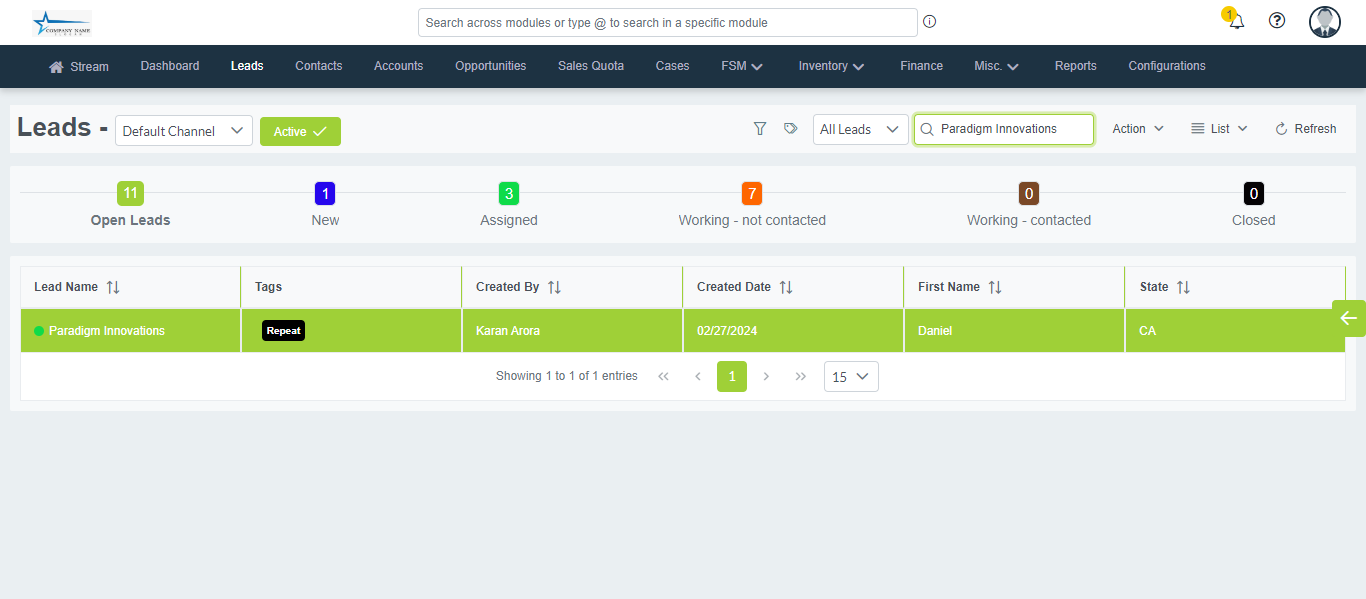 COMPANY NAME
Search across modules or type @ to search in a specific module
1
Stream Dashboard Leads Contacts Accounts Opportunities Sales Quota Cases FSM Inventory Finance Misc. Reports Configurations
Leads - Default Channel Active All Leads Paradigm Innovations Action List Refresh
11 1 3 7 0 0
Open Leads New Assigned Working - not contacted Working - contacted Closed
Lead Name Tags Created By Created Date First Name State
Paradigm Innovations Repeat Karan Arora 02/27/2024 Daniel CA
Showing 1 to 1 of 1 entries 1 15